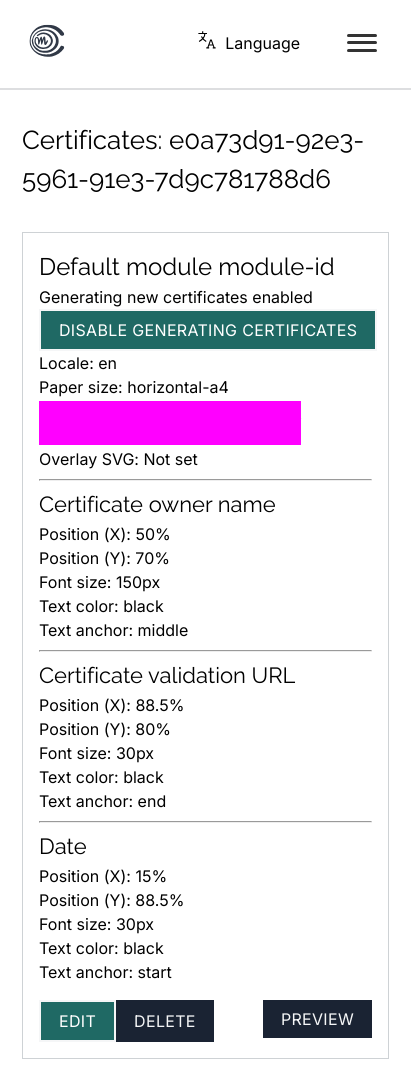 Language
Certificates: e0a73d91-92e3-
5961-91e3-7d9c781788d6
Default module module-id
Generating new certificates enabled
DISABLE GENERATING CERTIFICATES
Locale: en
Paper size: horizontal-a4
Overlay SVG: Not set
Certificate owner name
Position (X): 50%
Position (Y): 70%
Font size: 150px
Text color: black
Text anchor: middle
Certificate validation URL
Position (X): 88.5%
Position (Y): 80%
Font size: 30px
Text color: black
Text anchor: end
Date
Position (X): 15%
Position (Y): 88.5%
Font size: 30px
Text color: black
Text anchor: start
EDIT DELETE PREVIEW